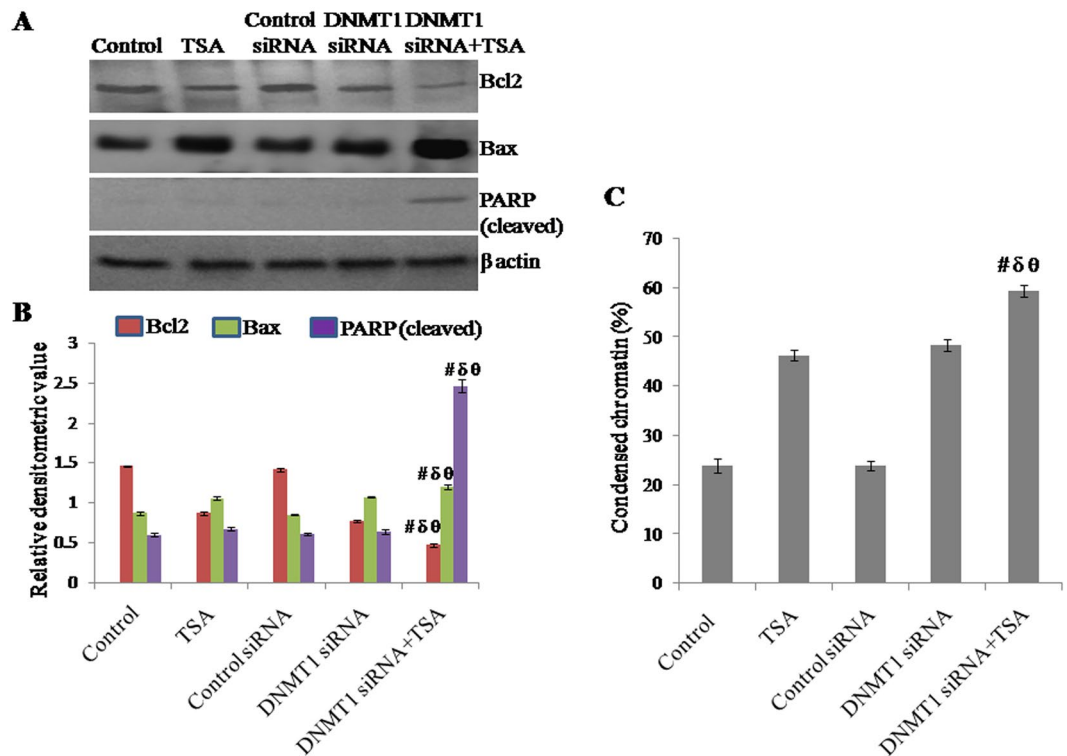 A
Control TSA Control siRNA DNMT1 siRNA DNMT1 siRNA+TSA
Bcl2
Bax
PARP
(cleaved)
β actin
B
Bcl2 Bax PARP (cleaved)
Relative densitometric value
3
2.5
1.5
1
0.5
0
#δθ
#δθ
#δθ
Control
TSA
Control siRNA
DNMT1 siRNA
DNMT1 siRNA+TSA
C
Condensed chromatin (%)
70
60
50
40
30
20
10
0
#δθ
Control
TSA
Control siRNA
DNMT1 siRNA
DNMT1 siRNA+TSA